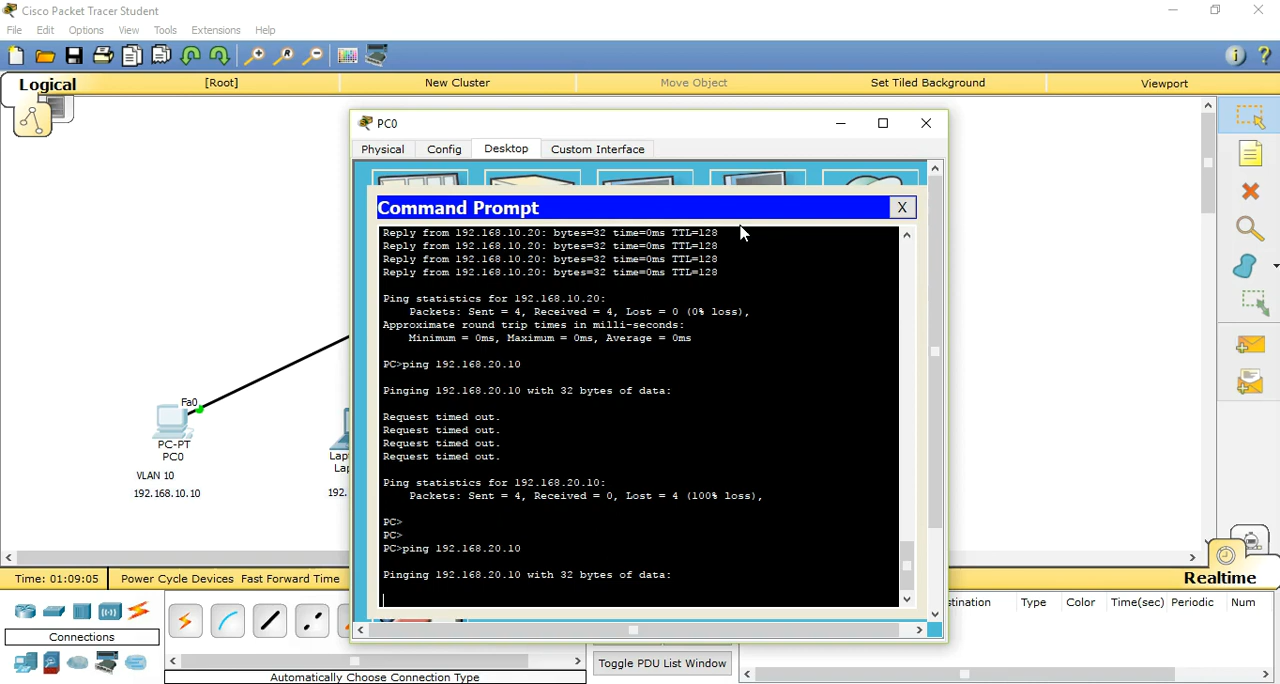 Cisco Packet Tracer Student
File Edit Options View Tools Extensions Help
Logical [Root] New Cluster Move Object Set Tiled Background Viewport
PC0
Physical Config Desktop Custom Interface
Command Prompt X
Reply from 192.168.10.20: bytes=32 time=0ms TTL=128
Reply from 192.168.10.20: bytes=32 time=0ms TTL=128
Reply from 192.168.10.20: bytes=32 time=0ms TTL=128
Reply from 192.168.10.20: bytes=32 time=0ms TTL=128
Ping statistics for 192.168.10.20:
Packets: Sent = 4, Received = 4, Lost = 0 (0% loss),
Approximate round trip times in milli-seconds:
Minimum = 0ms, Maximum = 0ms, Average = 0ms
PC>ping 192.168.20.10
Pinging 192.168.20.10 with 32 bytes of data:
Request timed out.
Request timed out.
Request timed out.
Request timed out.
Ping statistics for 192.168.20.10:
Packets: Sent = 4, Received = 0, Lost = 4 (100% loss),
PC>
PC>
PC>ping 192.168.20.10
Pinging 192.168.20.10 with 32 bytes of data:
Fa0
PC-PT
PC0
VLAN 10
192.168.10.10
Lap
La
192.
Time: 01:09:05 Power Cycle Devices Fast Forward Time
Realtime
Connections
Automatically Choose Connection Type
Toggle PDU List Window
stination Type Color Time(sec) Periodic Num